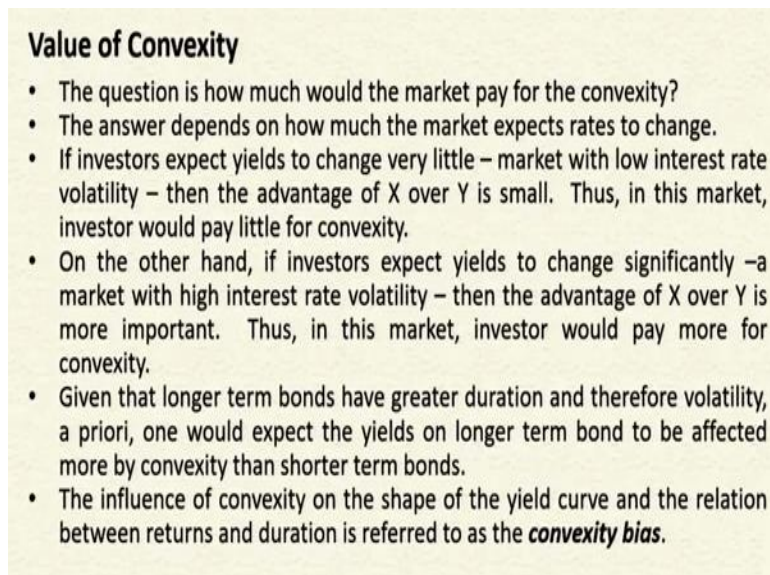 Value of Convexity
• The question is how much would the market pay for the convexity?
• The answer depends on how much the market expects rates to change.
• If investors expect yields to change very little – market with low interest rate
volatility – then the advantage of X over Y is small. Thus, in this market,
investor would pay little for convexity.
• On the other hand, if investors expect yields to change significantly –a
market with high interest rate volatility – then the advantage of X over Y is
more important. Thus, in this market, investor would pay more for
convexity.
• Given that longer term bonds have greater duration and therefore volatility,
a priori, one would expect the yields on longer term bond to be affected
more by convexity than shorter term bonds.
• The influence of convexity on the shape of the yield curve and the relation
between returns and duration is referred to as the convexity bias.